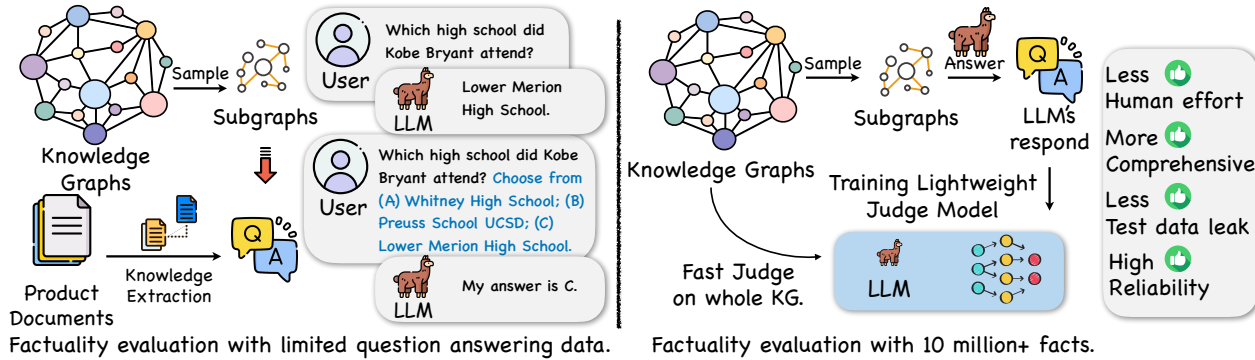 Sample
Subgraphs
Knowledge
Graphs
Product
Documents
Knowledge
Extraction
Q
A
User
Which high school did
Kobe Bryant attend?
LLM
Lower Merion
High School.
User
Which high school did Kobe
Bryant attend? Choose from
(A) Whitney High School; (B)
Preuss School UCSD; (C)
Lower Merion High School.
LLM
My answer is C.
Factuality evaluation with limited question answering data.
Sample
Subgraphs
Answer
Q
A
LLM's
respond
Knowledge Graphs
Training Lightweight
Judge Model
Fast Judge
on whole KG.
LLM
Less
Human effort
More
Comprehensive
Less
Test data leak
High
Reliability
Factuality evaluation with 10 million+ facts.